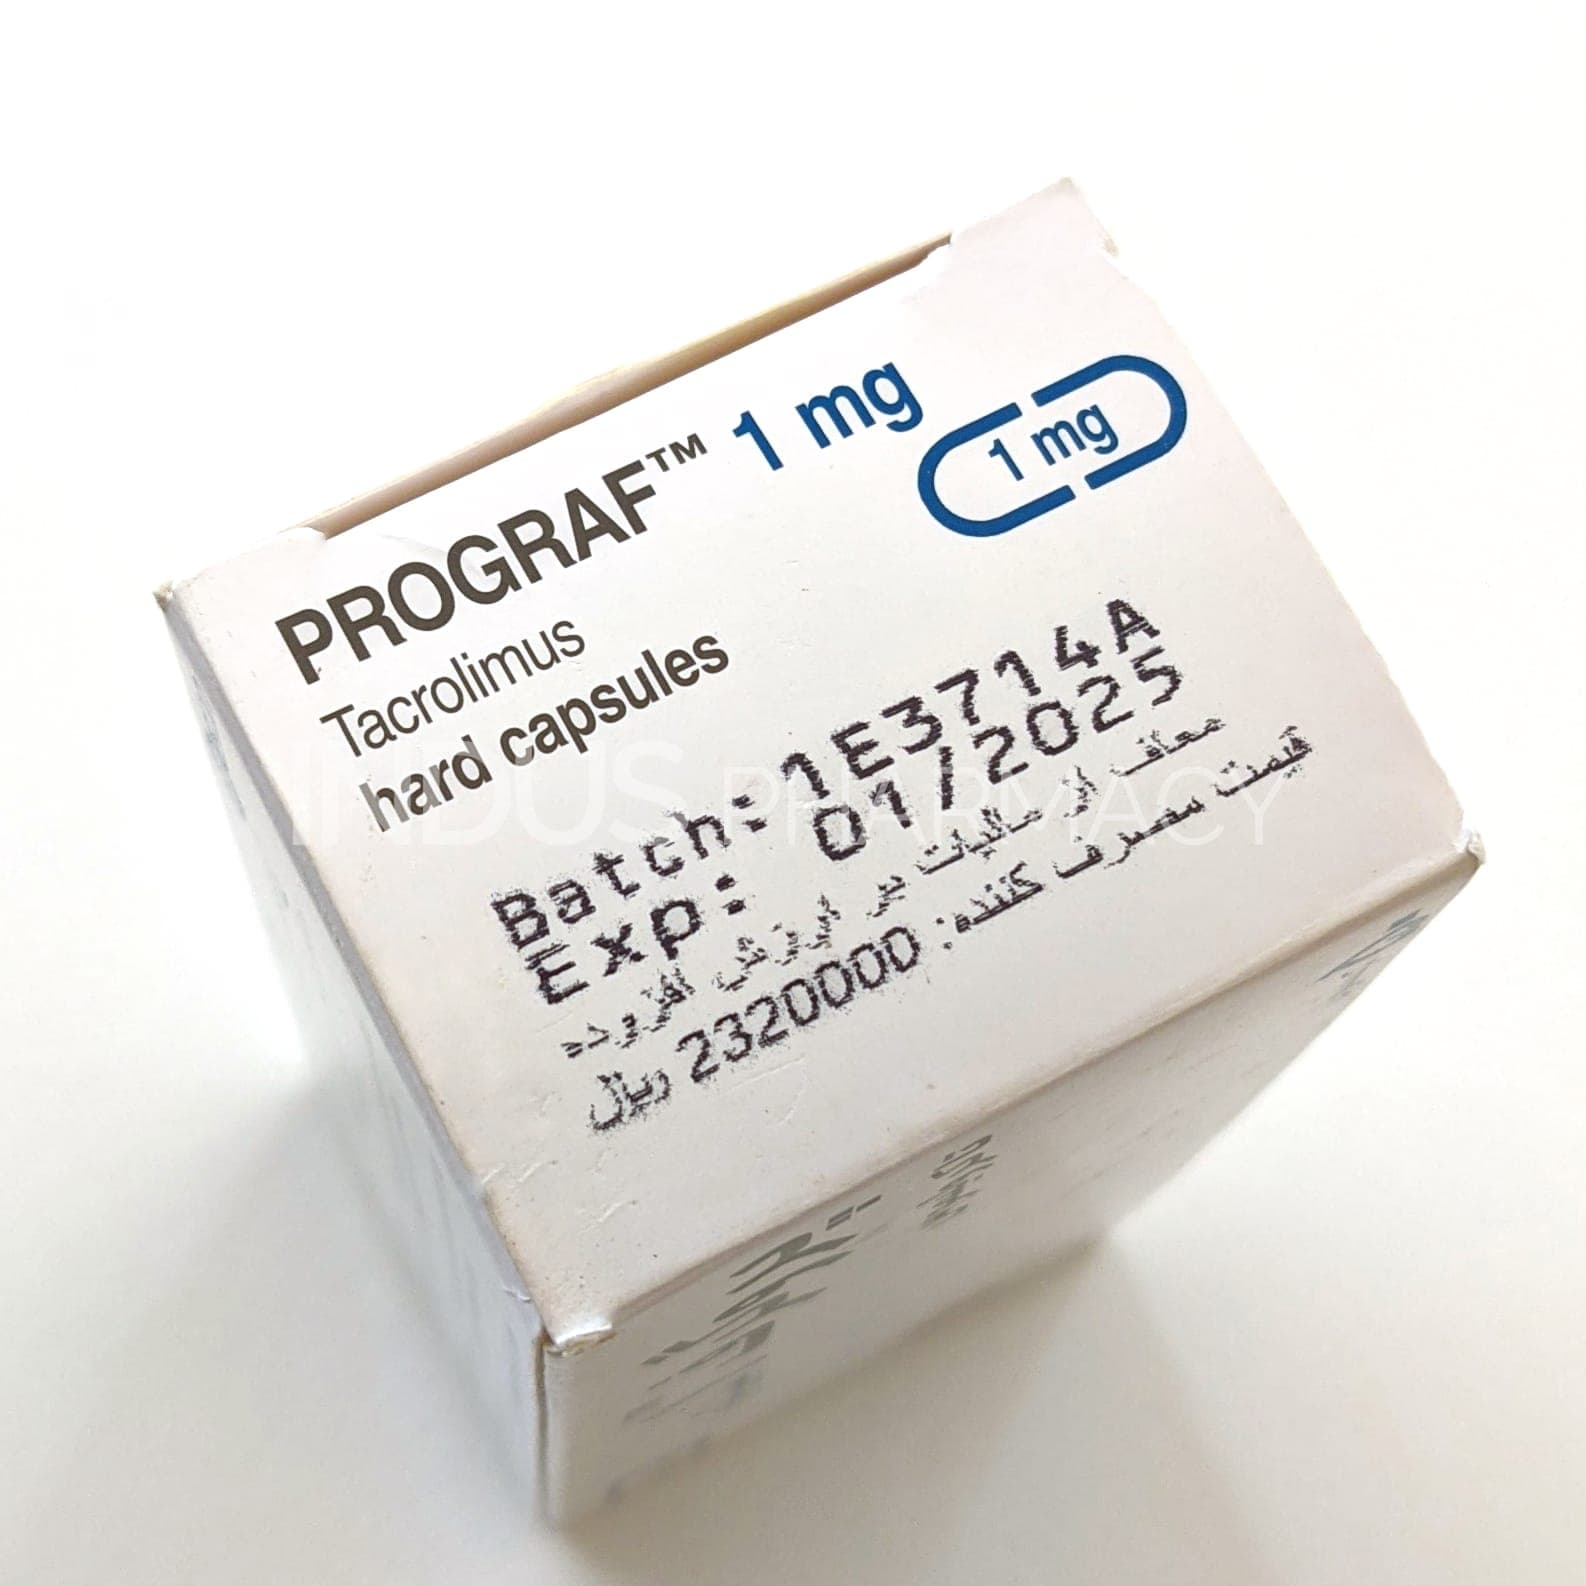 PROGRAF™ 1 mg
1 mg
Tacrolimus
hard capsules
Batch: 1E3714A
Exp: 01/2025
معاف از مالیات بر ارزش افزوده
قیمت مصرف کننده: 2320000 ریال
INDUS PHARMACY